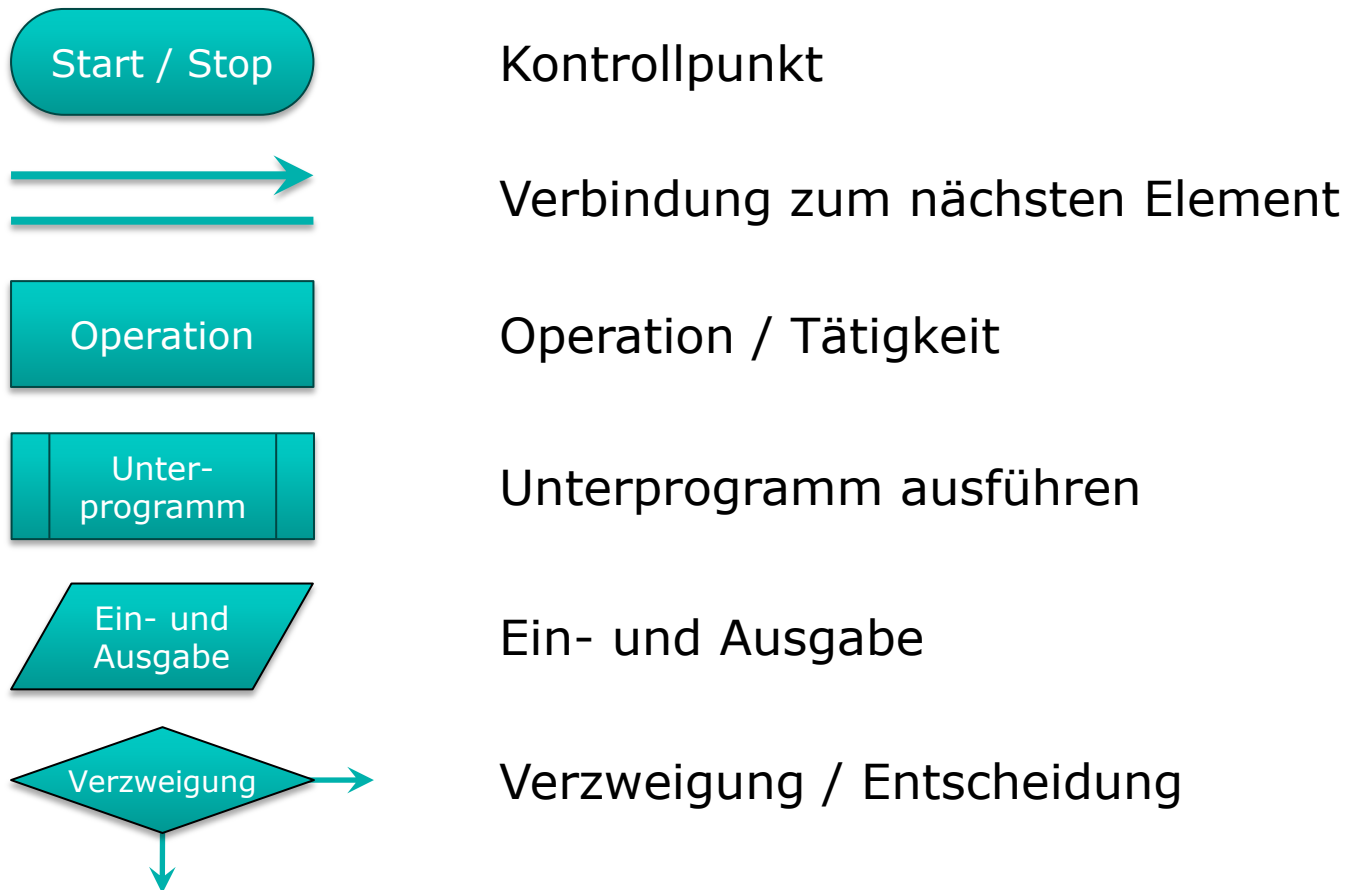 Start / Stop
Kontrollpunkt
Verbindung zum nächsten Element
Operation
Operation / Tätigkeit
Unter-
programm
Unterprogramm ausführen
Ein- und
Ausgabe
Ein- und Ausgabe
Verzweigung
Verzweigung / Entscheidung